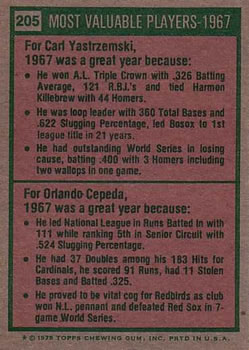 205 MOST VALUABLE PLAYERS-1967
For Carl Yastrzemski,
1967 was a great year because:
• He won A.L. Triple Crown with .326 Batting
Average, 121 R.B.I.'s and tied Harmon
Killebrew with 44 Homers.
• He was loop leader with 360 Total Bases and
.622 Slugging Percentage, led Bosox to 1st
league title in 21 years.
• He had outstanding World Series in losing
cause, batting .400 with 3 Homers including
two wallops in one game.
For Orlando Cepeda,
1967 was a great year because:
• He led National League in Runs Batted In with
111 while ranking 5th in Senior Circuit with
.524 Slugging Percentage.
• He had 37 Doubles among his 183 Hits for
Cardinals, he scored 91 Runs, had 11 Stolen
Bases and Batted .325.
• He proved to be vital cog for Redbirds as club
won N.L. pennant and defeated Red Sox in 7-
game World Series.
* © 1975 TOPPS CHEWING GUM, INC. PRTD. IN U.S.A.